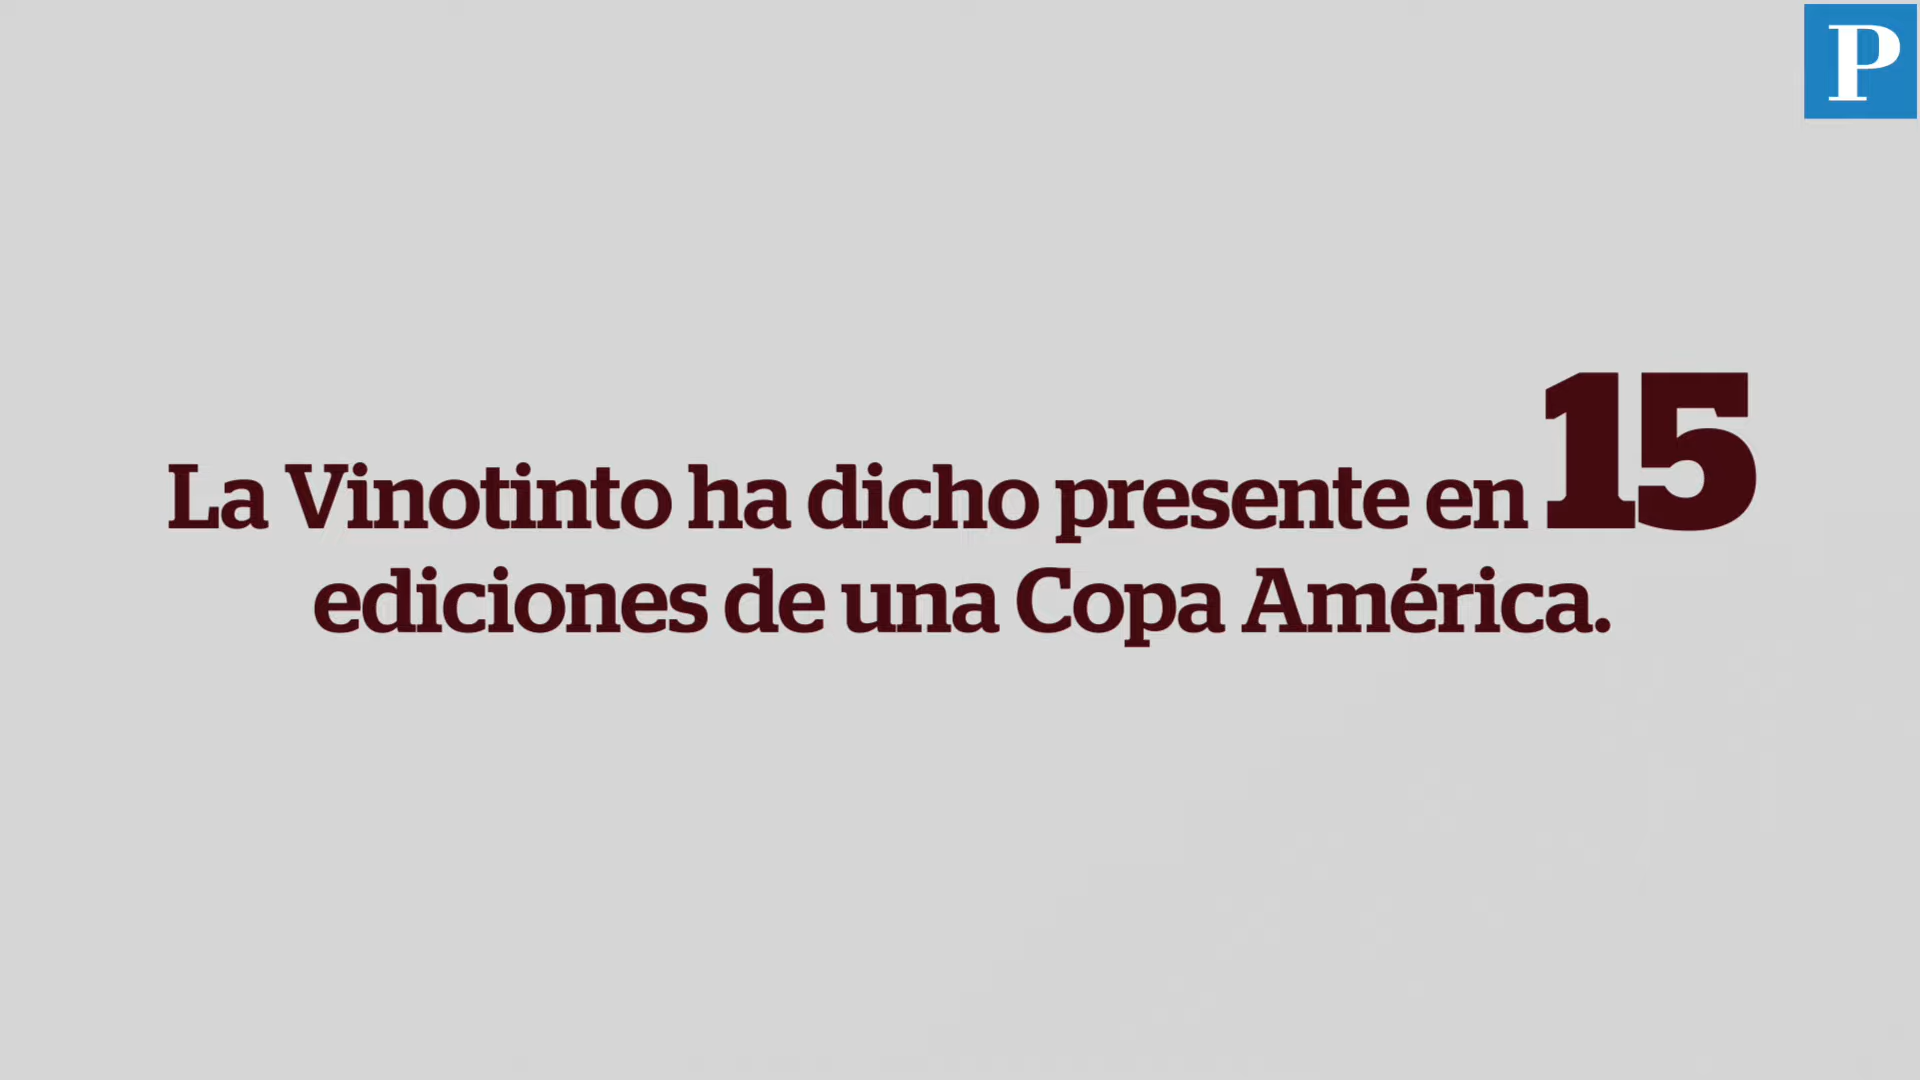 P
La Vinotinto ha dicho presente en 15
ediciones de una Copa América.